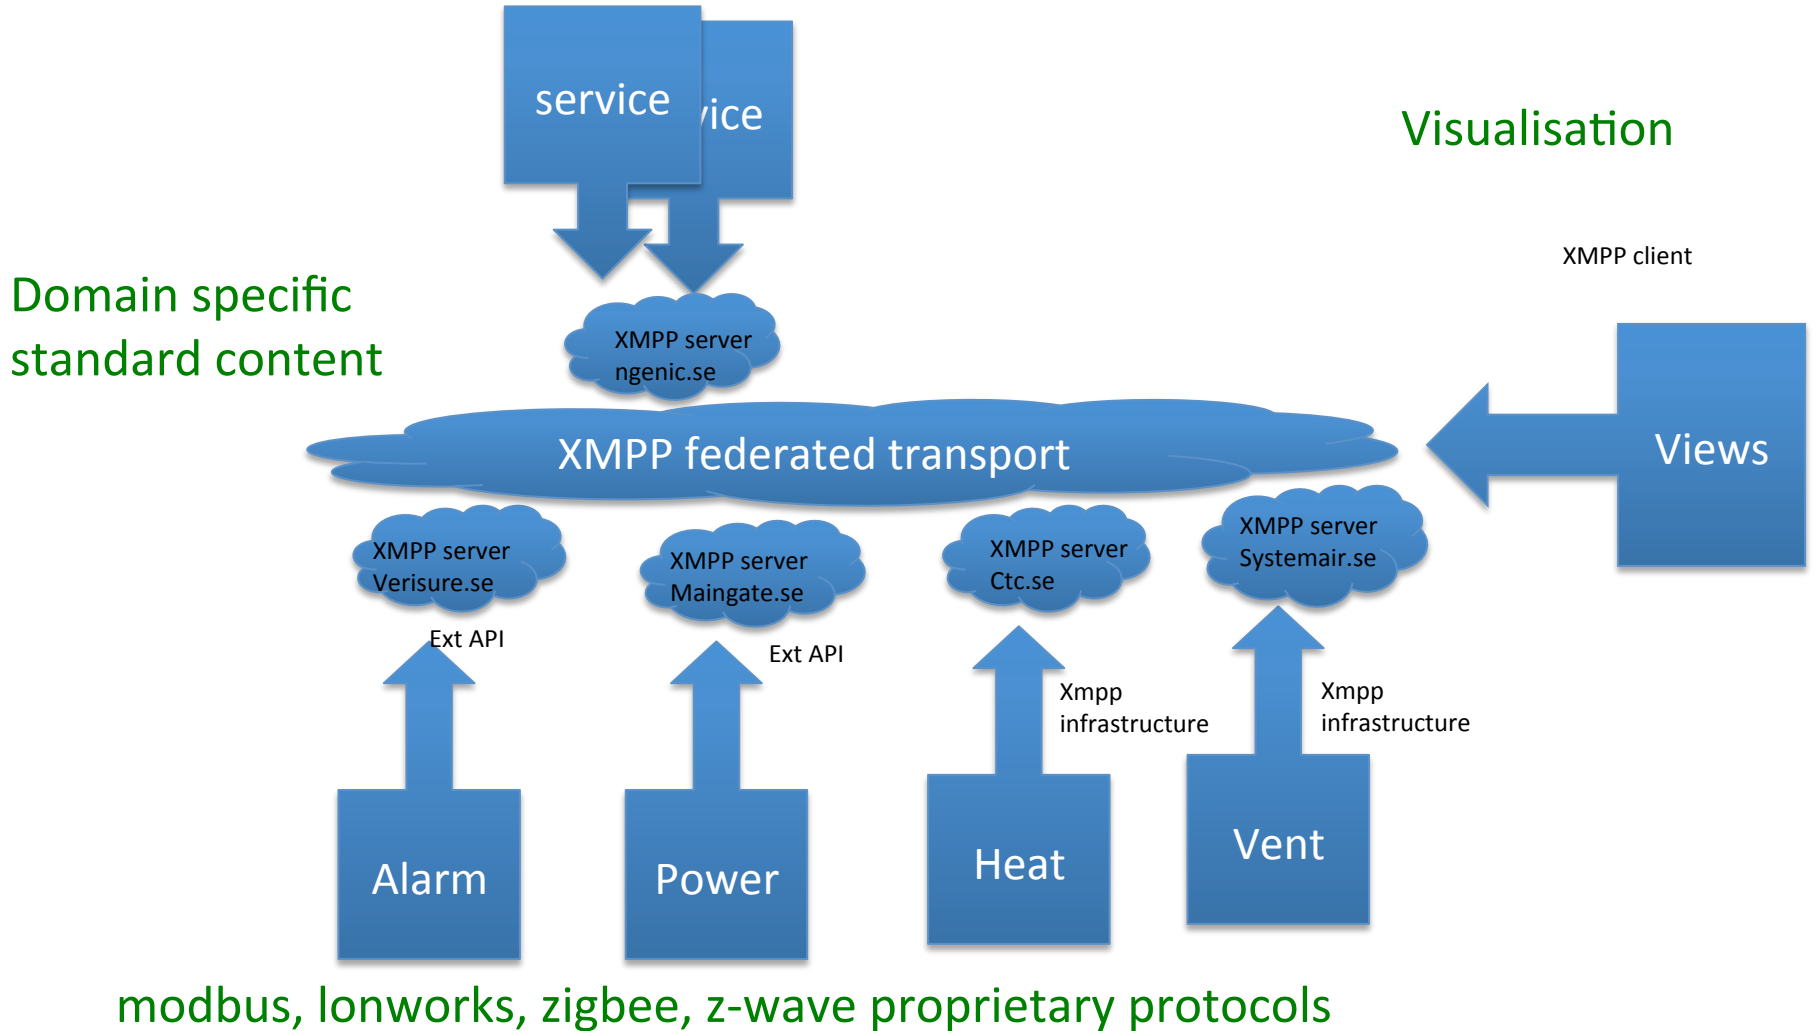 service
vice
Visualisation
XMPP client
Domain specific
standard content
XMPP server
ngenic.se
XMPP federated transport
Views
XMPP server
Verisure.se
XMPP server
Maingate.se
XMPP server
Ctc.se
XMPP server
Systemair.se
Ext API
Ext API
Xmpp
infrastructure
Xmpp
infrastructure
Alarm
Power
Heat
Vent
modbus, lonworks, zigbee, z-wave proprietary protocols